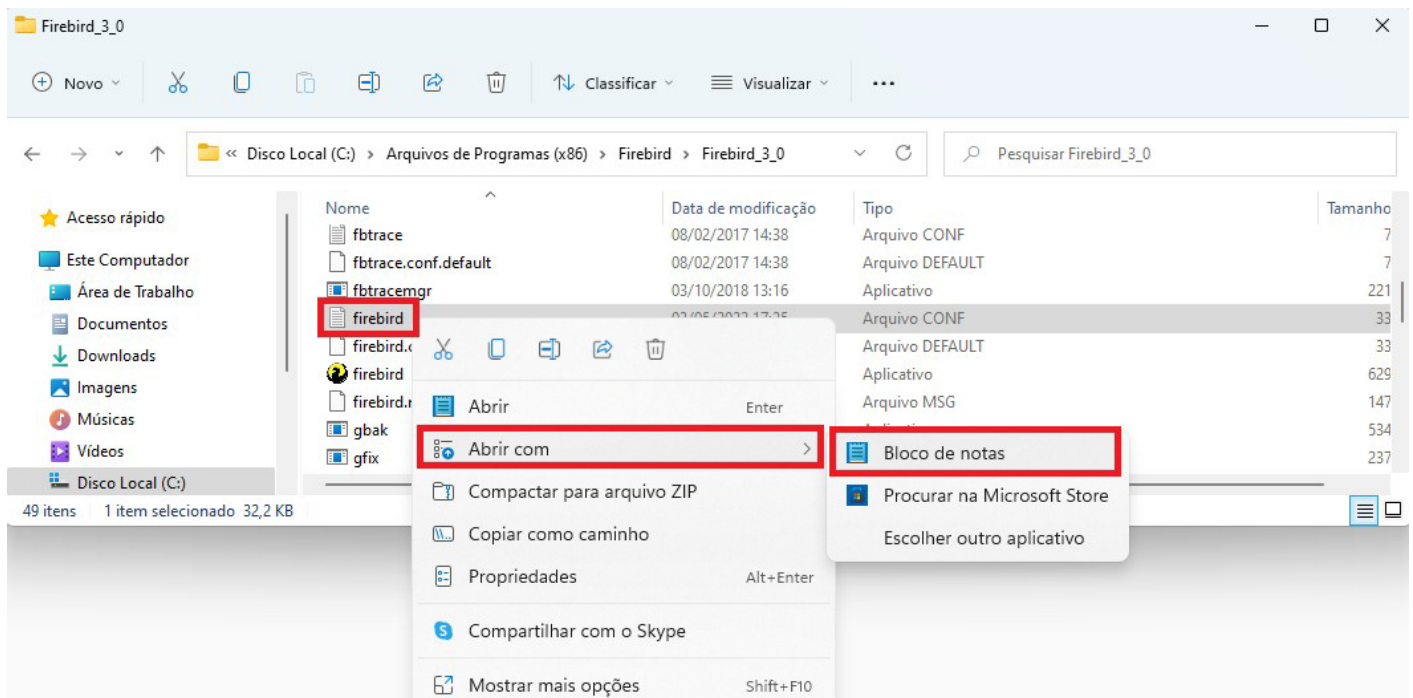 Firebird_3_0
Novo
Classificar
Visualizar
« Disco Local (C:) > Arquivos de Programas (x86) > Firebird > Firebird_3_0
Pesquisar Firebird_3_0
Acesso rápido
Este Computador
Área de Trabalho
Documentos
Downloads
Imagens
Músicas
Vídeos
Disco Local (C:)
Nome Data de modificação Tipo Tamanho
fbtrace 08/02/2017 14:38 Arquivo CONF 7
fbtrace.conf.default 08/02/2017 14:38 Arquivo DEFAULT 7
fbtracemgr 03/10/2018 13:16 Aplicativo 221
firebird Arquivo CONF 33
firebird.c Arquivo DEFAULT 33
firebird Aplicativo 629
firebird.r Arquivo MSG 147
gbak 534
gfix 237
Abrir Enter
Abrir com >
Compactar para arquivo ZIP
Copiar como caminho
Propriedades Alt+Enter
Compartilhar com o Skype
Mostrar mais opções Shift+F10
Bloco de notas
Procurar na Microsoft Store
Escolher outro aplicativo
49 itens 1 item selecionado 32,2 KB